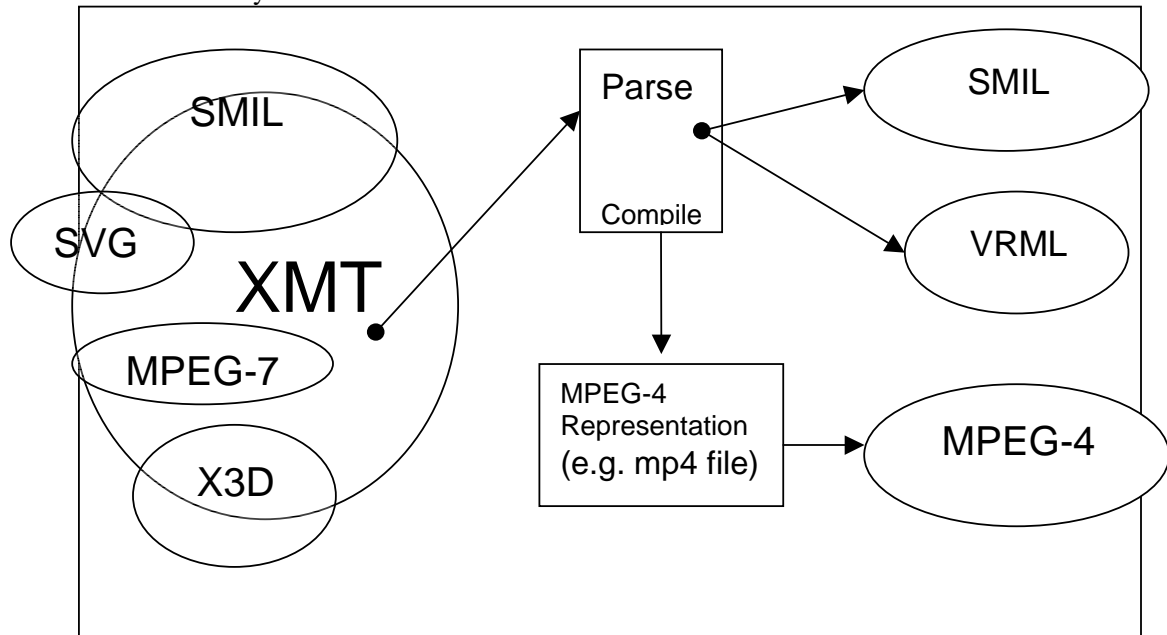 SMIL
SVG
XMT
MPEG-7
X3D
Parse
Compile
MPEG-4
Representation
(e.g. mp4 file)
SMIL
VRML
MPEG-4